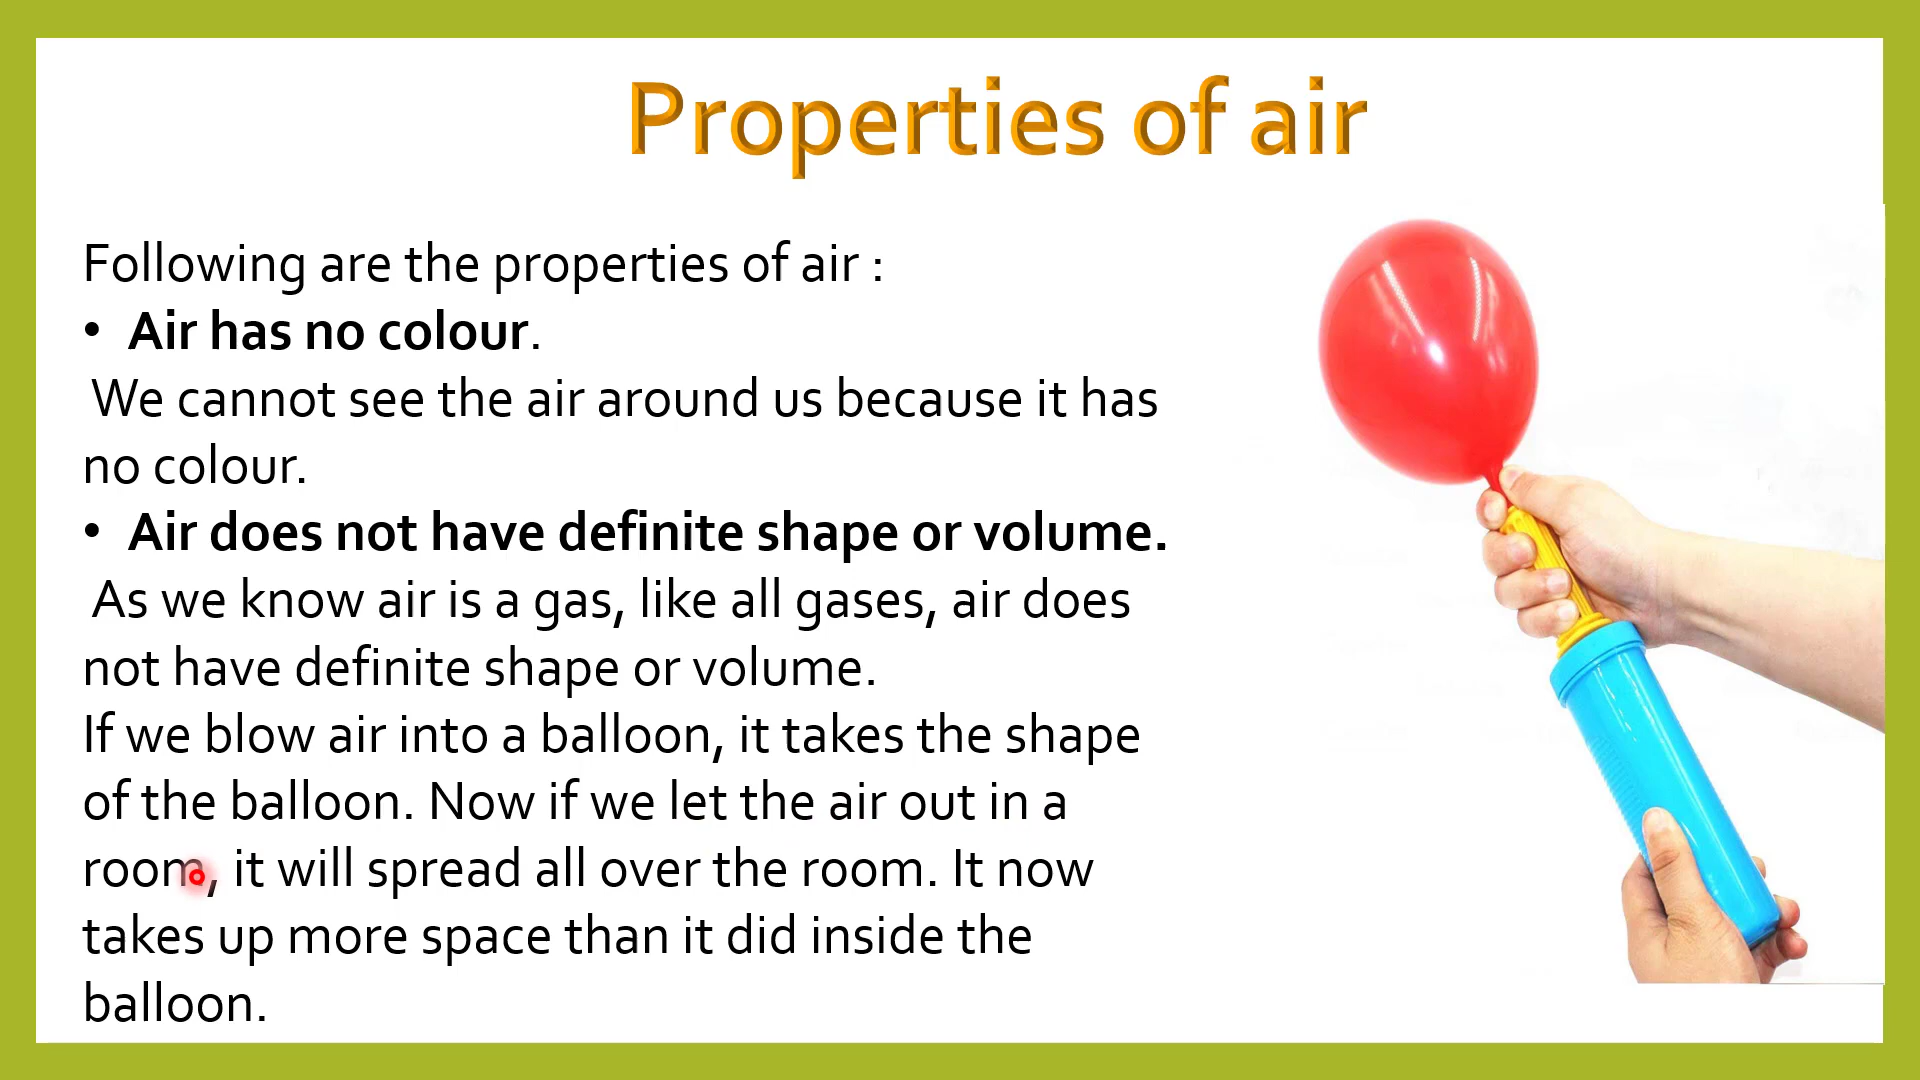 Properties of air
Following are the properties of air :
• Air has no colour.
We cannot see the air around us because it has
no colour.
• Air does not have definite shape or volume.
As we know air is a gas, like all gases, air does
not have definite shape or volume.
If we blow air into a balloon, it takes the shape
of the balloon. Now if we let the air out in a
room, it will spread all over the room. It now
takes up more space than it did inside the
balloon.